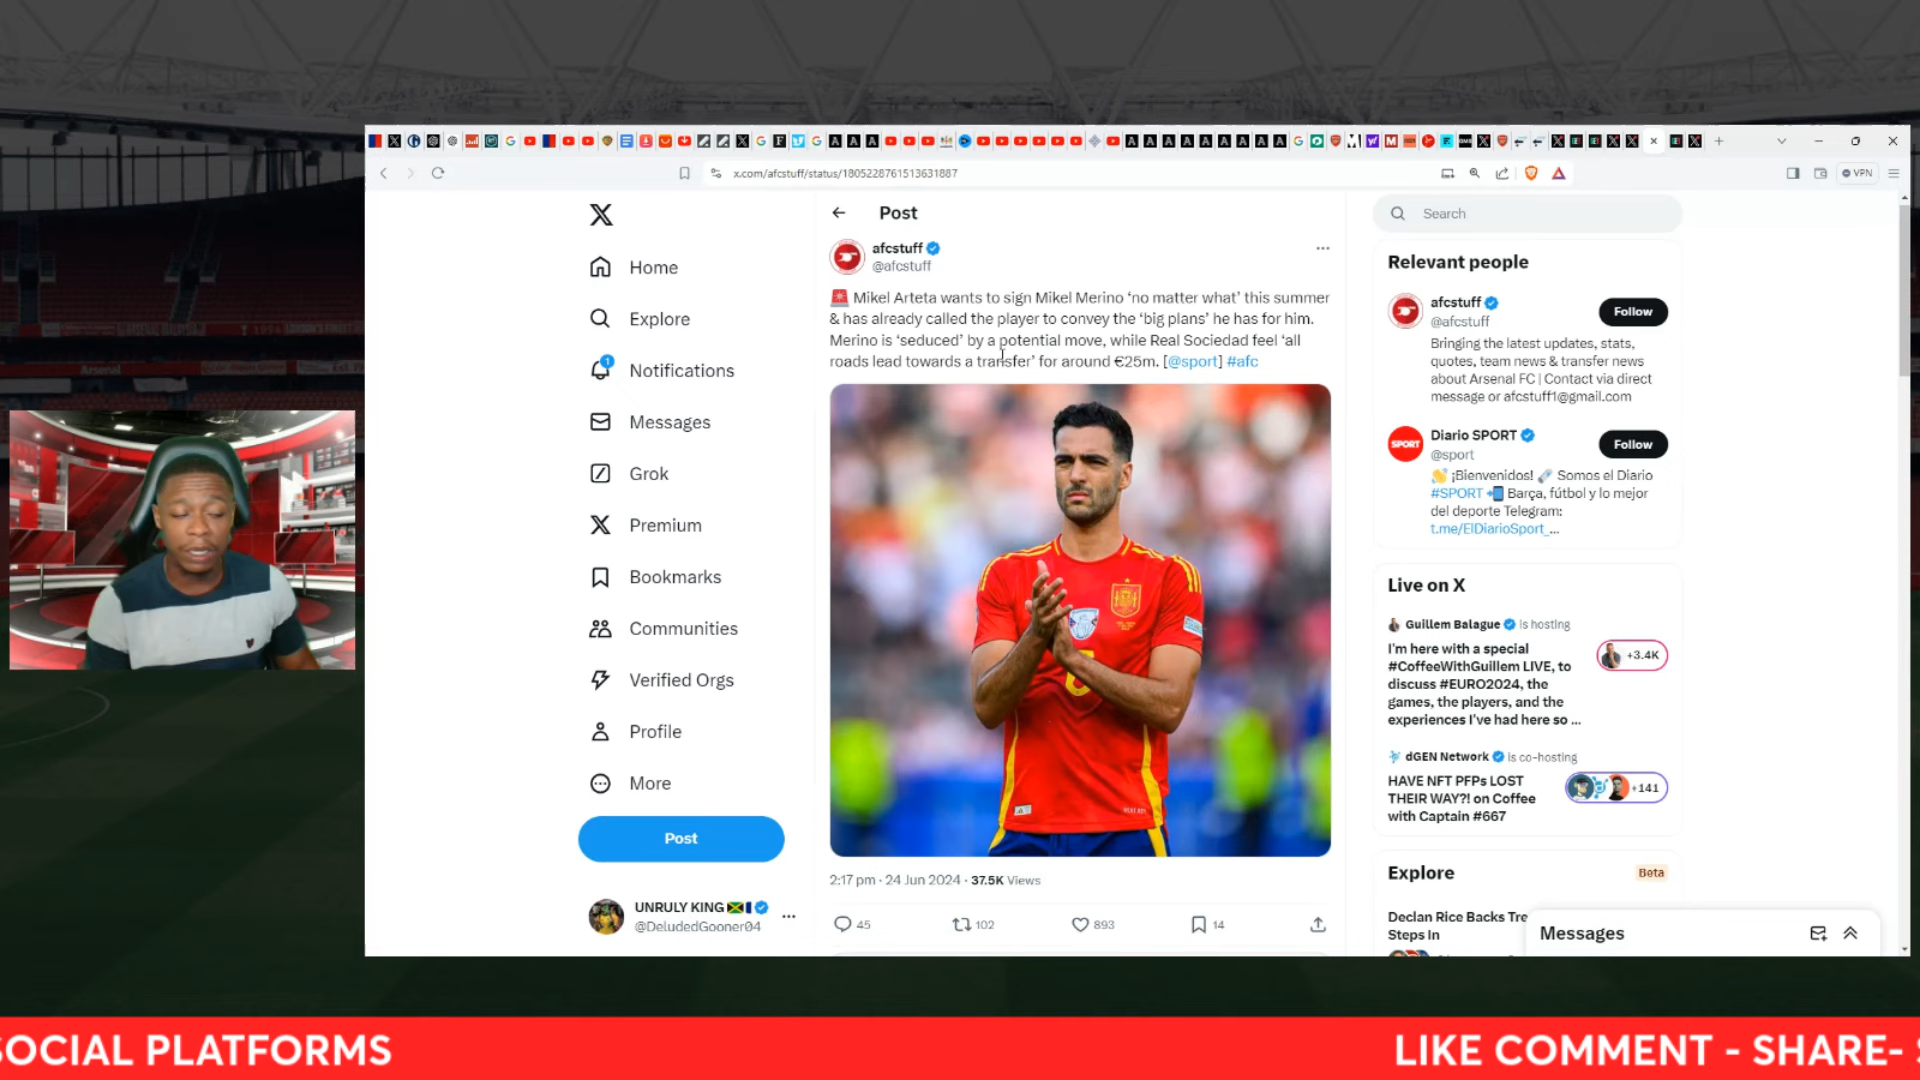 x.com/afcstuff/status/1805228761513631887
VPN
Home
Explore
Notifications
1
Messages
Grok
Premium
Bookmarks
Communities
Verified Orgs
Profile
More
Post
UNRULY KING
@DeludedGooner04
Post
afcstuff
@afcstuff
Mikel Arteta wants to sign Mikel Merino ‘no matter what’ this summer
& has already called the player to convey the ‘big plans’ he has for him.
Merino is ‘seduced’ by a potential move, while Real Sociedad feel ‘all
roads lead towards a transfer’ for around €25m. [@sport] #afc
2:17 pm · 24 Jun 2024 · 37.5K Views
45
102
893
14
Search
Relevant people
afcstuff
@afcstuff
Follow
Bringing the latest updates, stats,
quotes, team news & transfer news
about Arsenal FC | Contact via direct
message or afcstuff1@gmail.com
SPORT
Diario SPORT
@sport
Follow
¡Bienvenidos! Somos el Diario
#SPORT Barça, fútbol y lo mejor
del deporte Telegram:
t.me/ElDiarioSport_...
Live on X
Guillem Balague is hosting
I'm here with a special
#CoffeeWithGuillem LIVE, to
discuss #EURO2024, the
games, the players, and the
experiences I've had here so ...
+3.4K
dGEN Network is co-hosting
HAVE NFT PFPs LOST
THEIR WAY?! on Coffee
with Captain #667
+141
Explore
Beta
Declan Rice Backs Tre
Steps In
Messages
Arsenal
SOCIAL PLATFORMS
LIKE COMMENT - SHARE-